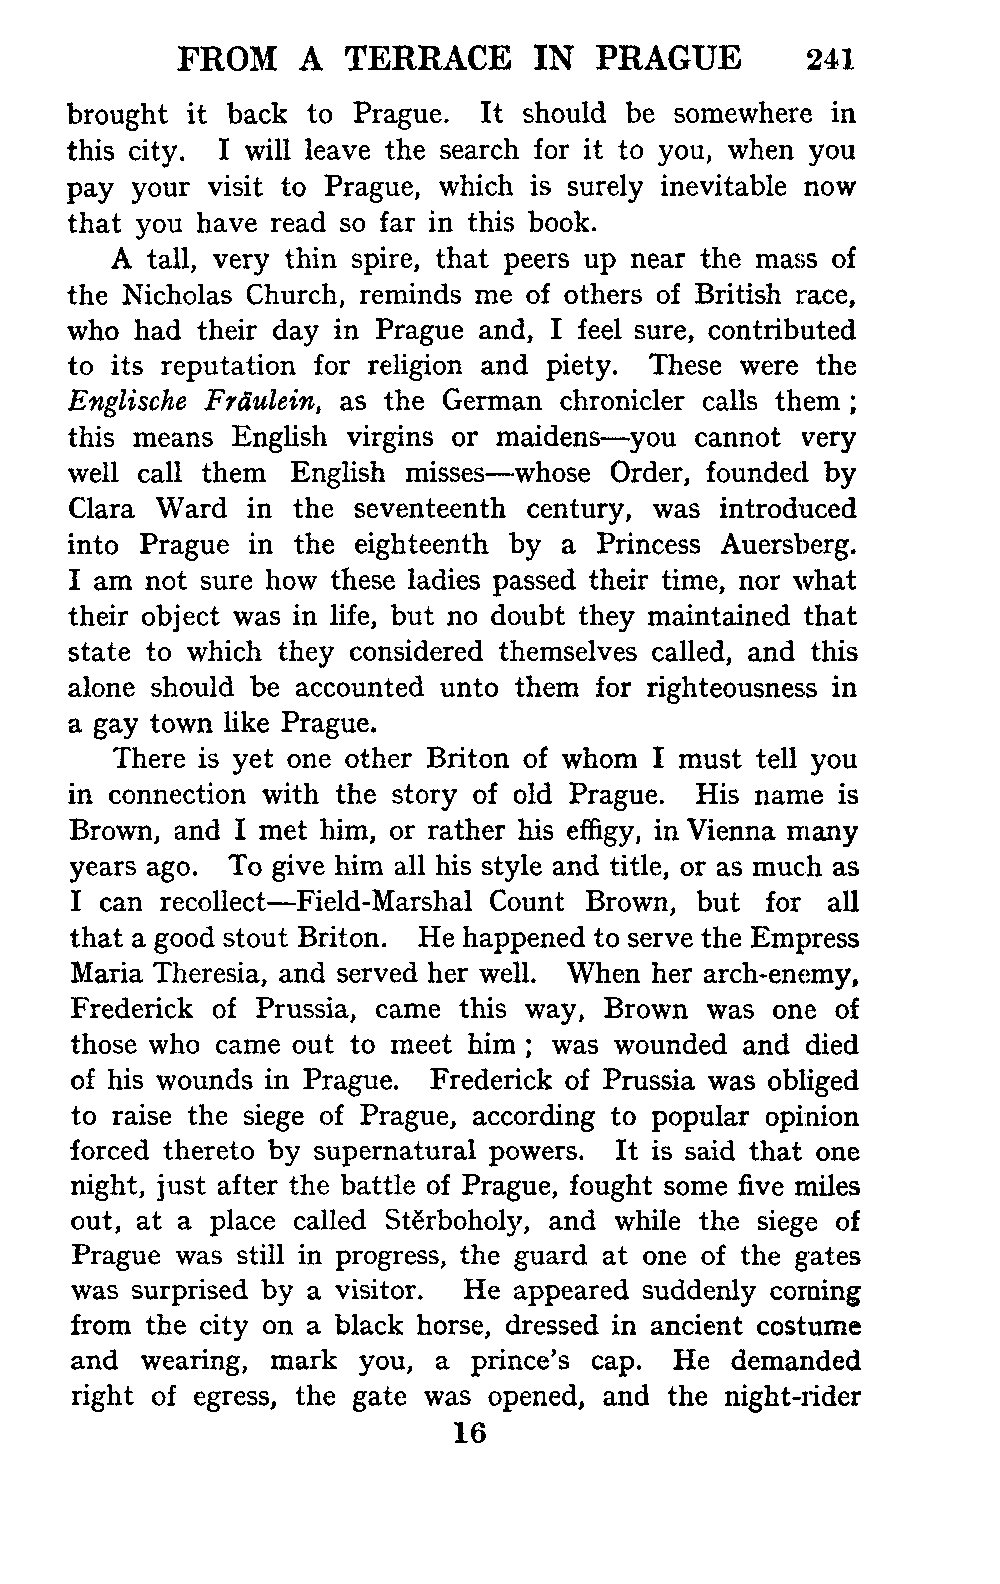 FROM A TERRACE IN PRAGUE 241
brought it back to Prague. It should be somewhere in
this city. I will leave the search for it to you, when you
pay your visit to Prague, which is surely inevitable now
that you have read so far in this book.
A tall, very thin spire, that peers up near the mass of
the Nicholas Church, reminds me of others of British race,
who had their day in Prague and, I feel sure, contributed
to its reputation for religion and piety. These were the
Englische Fräulein, as the German chronicler calls them ;
this means English virgins or maidens—you cannot very
well call them English misses—whose Order, founded by
Clara Ward in the seventeenth century, was introduced
into Prague in the eighteenth by a Princess Auersberg.
I am not sure how these ladies passed their time, nor what
their object was in life, but no doubt they maintained that
state to which they considered themselves called, and this
alone should be accounted unto them for righteousness in
a gay town like Prague.
There is yet one other Briton of whom I must tell you
in connection with the story of old Prague. His name is
Brown, and I met him, or rather his effigy, in Vienna many
years ago. To give him all his style and title, or as much as
I can recollect—Field-Marshal Count Brown, but for all
that a good stout Briton. He happened to serve the Empress
Maria Theresia, and served her well. When her arch-enemy,
Frederick of Prussia, came this way, Brown was one of
those who came out to meet him ; was wounded and died
of his wounds in Prague. Frederick of Prussia was obliged
to raise the siege of Prague, according to popular opinion
forced thereto by supernatural powers. It is said that one
night, just after the battle of Prague, fought some five miles
out, at a place called Stěrboholy, and while the siege of
Prague was still in progress, the guard at one of the gates
was surprised by a visitor. He appeared suddenly coming
from the city on a black horse, dressed in ancient costume
and wearing, mark you, a prince's cap. He demanded
right of egress, the gate was opened, and the night-rider
16